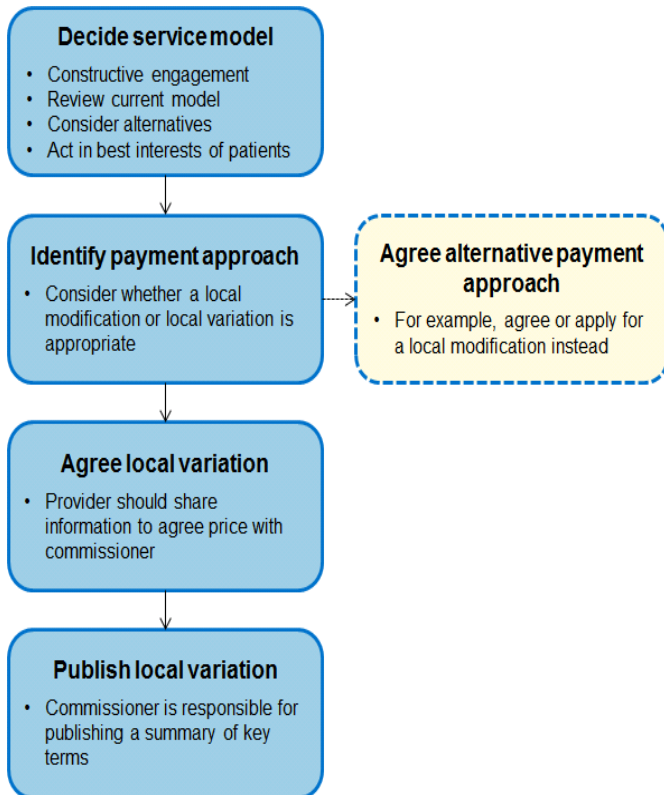 Decide service model
• Constructive engagement
• Review current model
• Consider alternatives
• Act in best interests of patients
Identify payment approach
• Consider whether a local
modification or local variation is
appropriate
Agree alternative payment
approach
• For example, agree or apply for
a local modification instead
Agree local variation
• Provider should share
information to agree price with
commissioner
Publish local variation
• Commissioner is responsible for
publishing a summary of key
terms